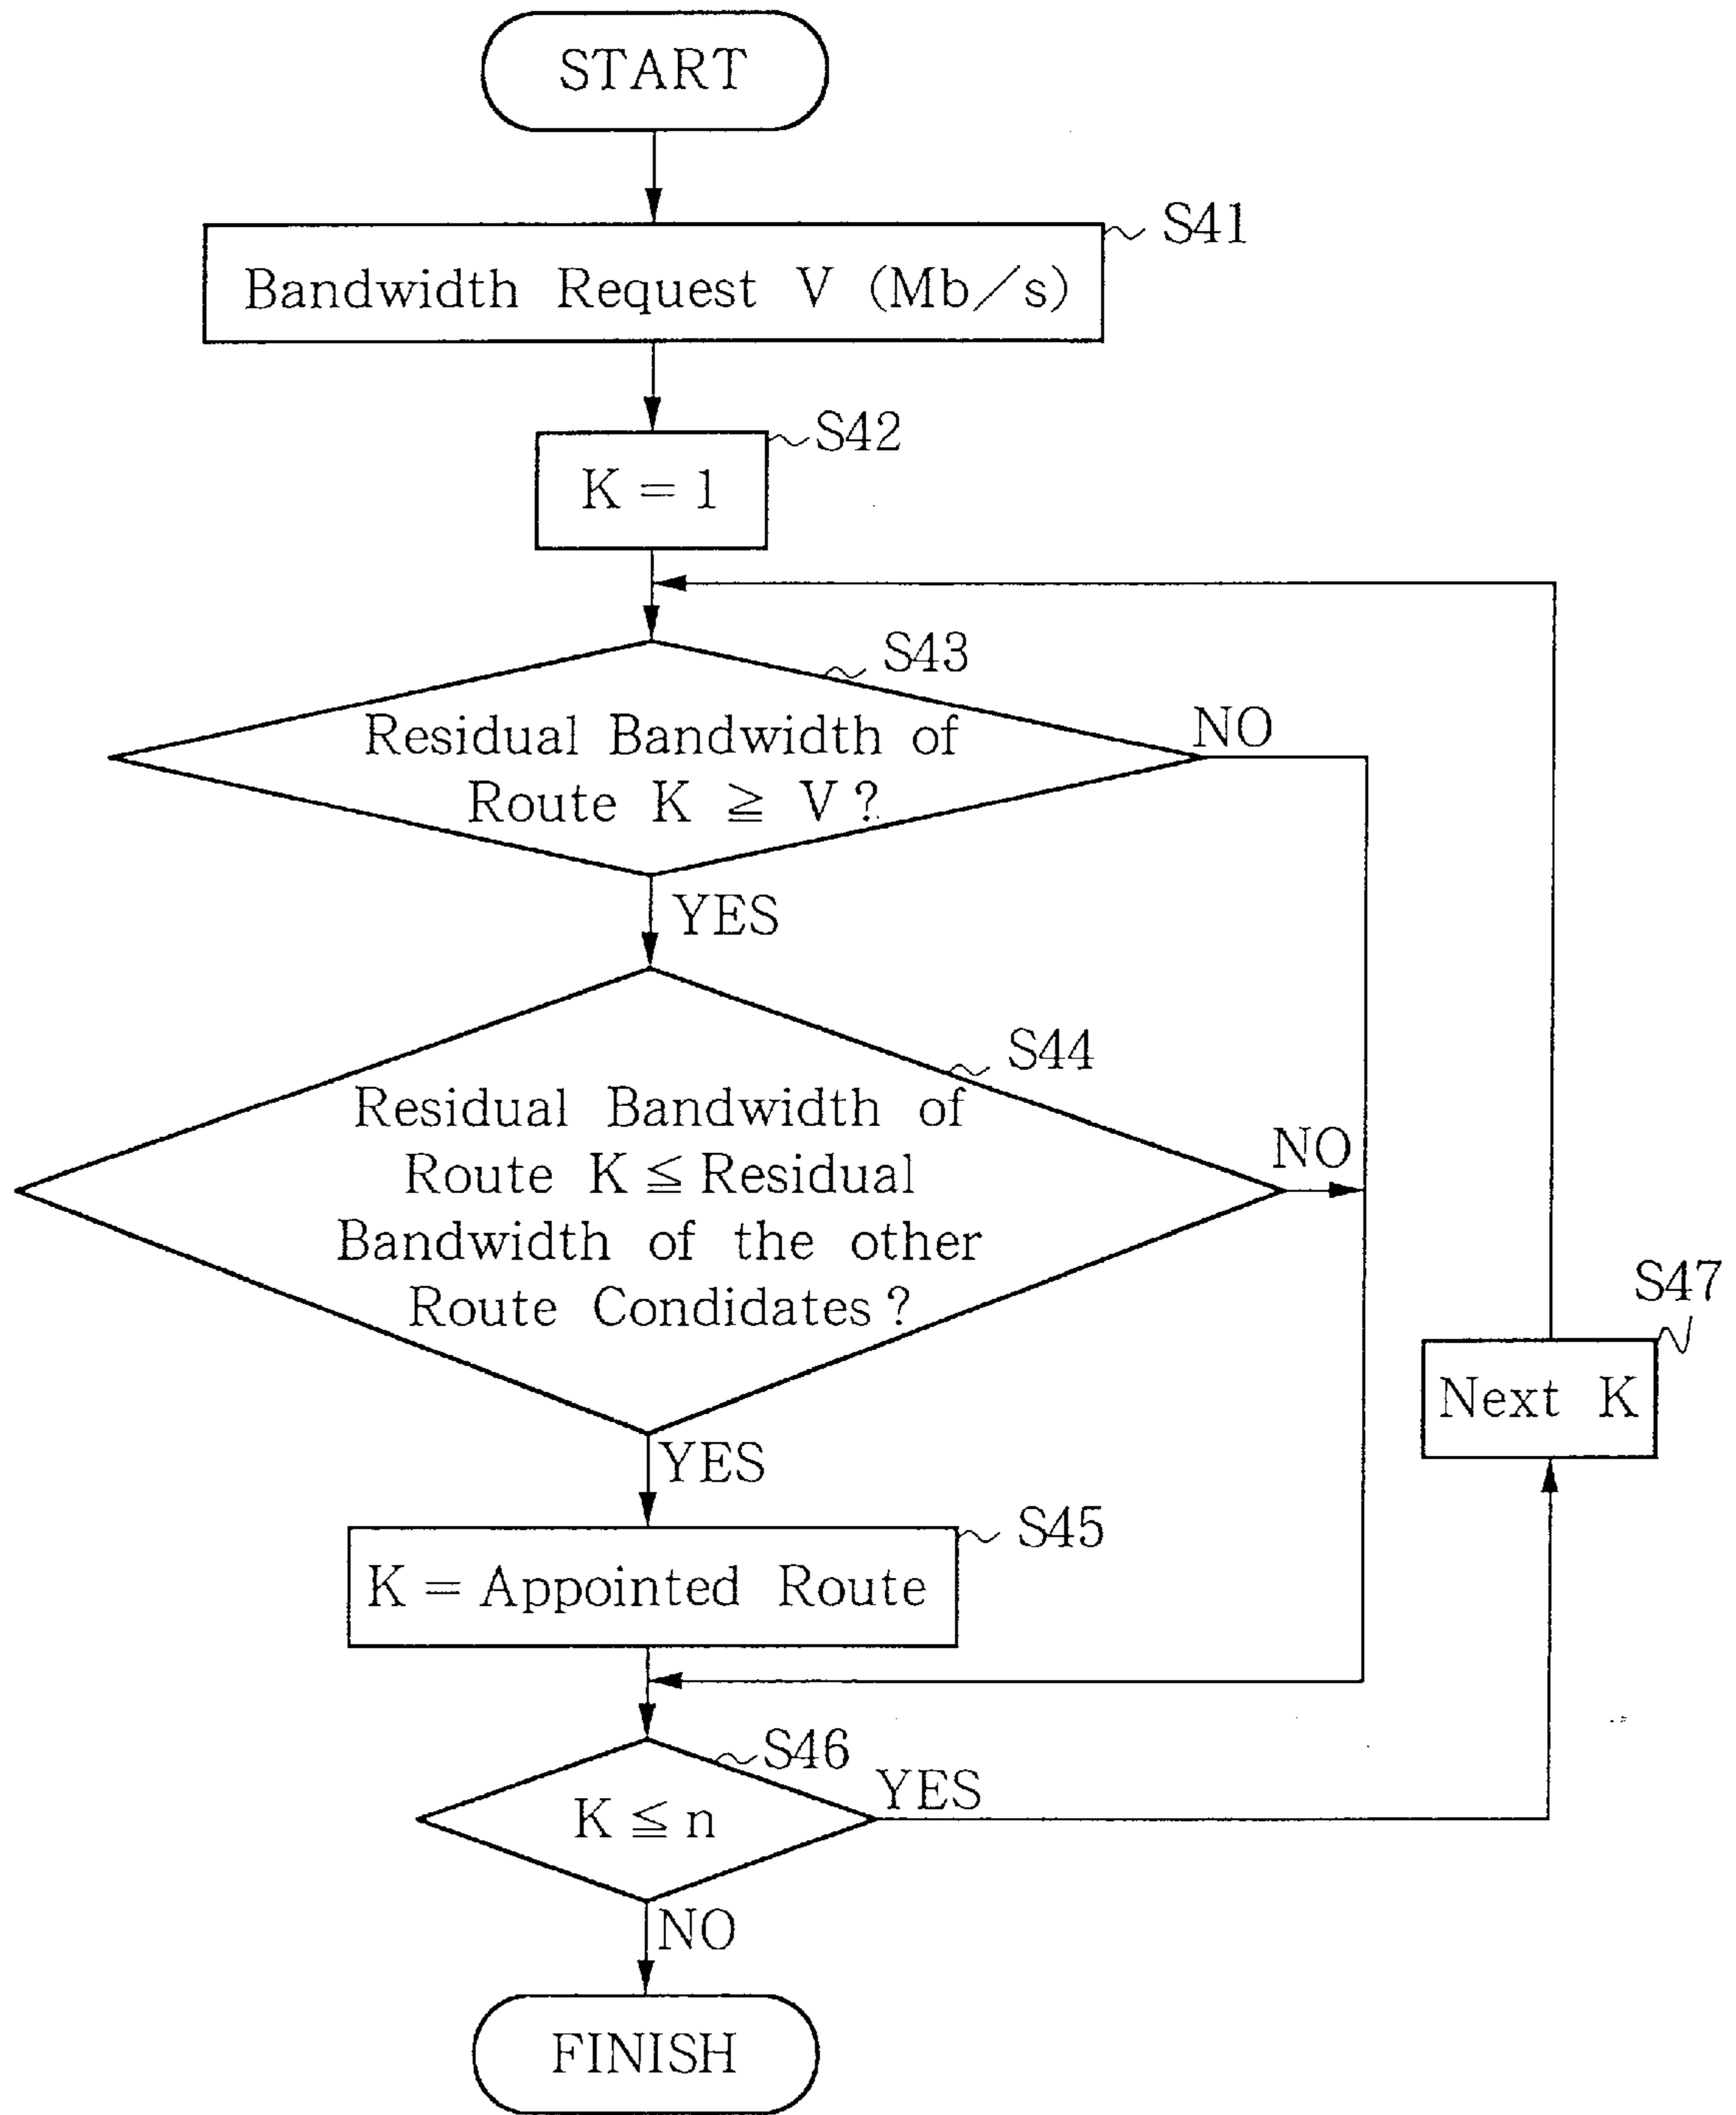 START
S41
Bandwidth Request V (Mb/s)
S42
K = 1
S43
Residual Bandwidth of
Route K ≧ V?
NO
YES
S44
Residual Bandwidth of
Route K ≦ Residual
Bandwidth of the other
Route Condidates?
NO
S47
Next K
YES
S45
K = Appointed Route
S46
K ≦ n
YES
NO
FINISH